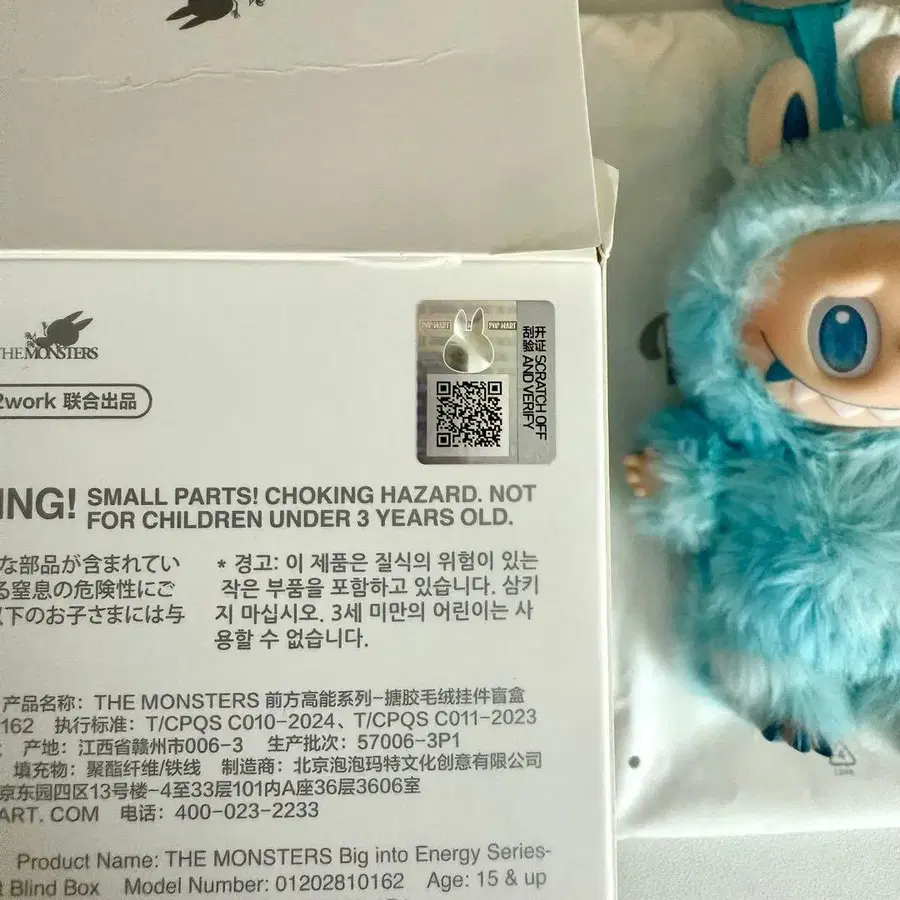 THE MONSTERS
2work 联合出品
POP MART POP MART
正品 SCRATCH OFF
验证 AND VERIFY
ING! SMALL PARTS! CHOKING HAZARD. NOT
FOR CHILDREN UNDER 3 YEARS OLD.
な部品が含まれてい
る窒息の危険性にご
以下のお子さまには与
* 경고: 이 제품은 질식의 위험이 있는
작은 부품을 포함하고 있습니다. 삼키
지 마십시오. 3세 미만의 어린이는 사
용할 수 없습니다.
产品名称: THE MONSTERS 前方高能系列-搪胶毛绒挂件盲盒
0162 执行标准: T/CPQS C010-2024、T/CPQS C011-2023
产地: 江西省赣州市006-3 生产批次: 57006-3P1
填充物: 聚酯纤维/铁线 制造商: 北京泡泡玛特文化创意有限公司
京东园四区13号楼-4至33层101内A座36层3606室
ART. COM 电话: 400-023-2233
Product Name: THE MONSTERS Big into Energy Series-
t Blind Box Model Number: 01202810162 Age: 15 & up